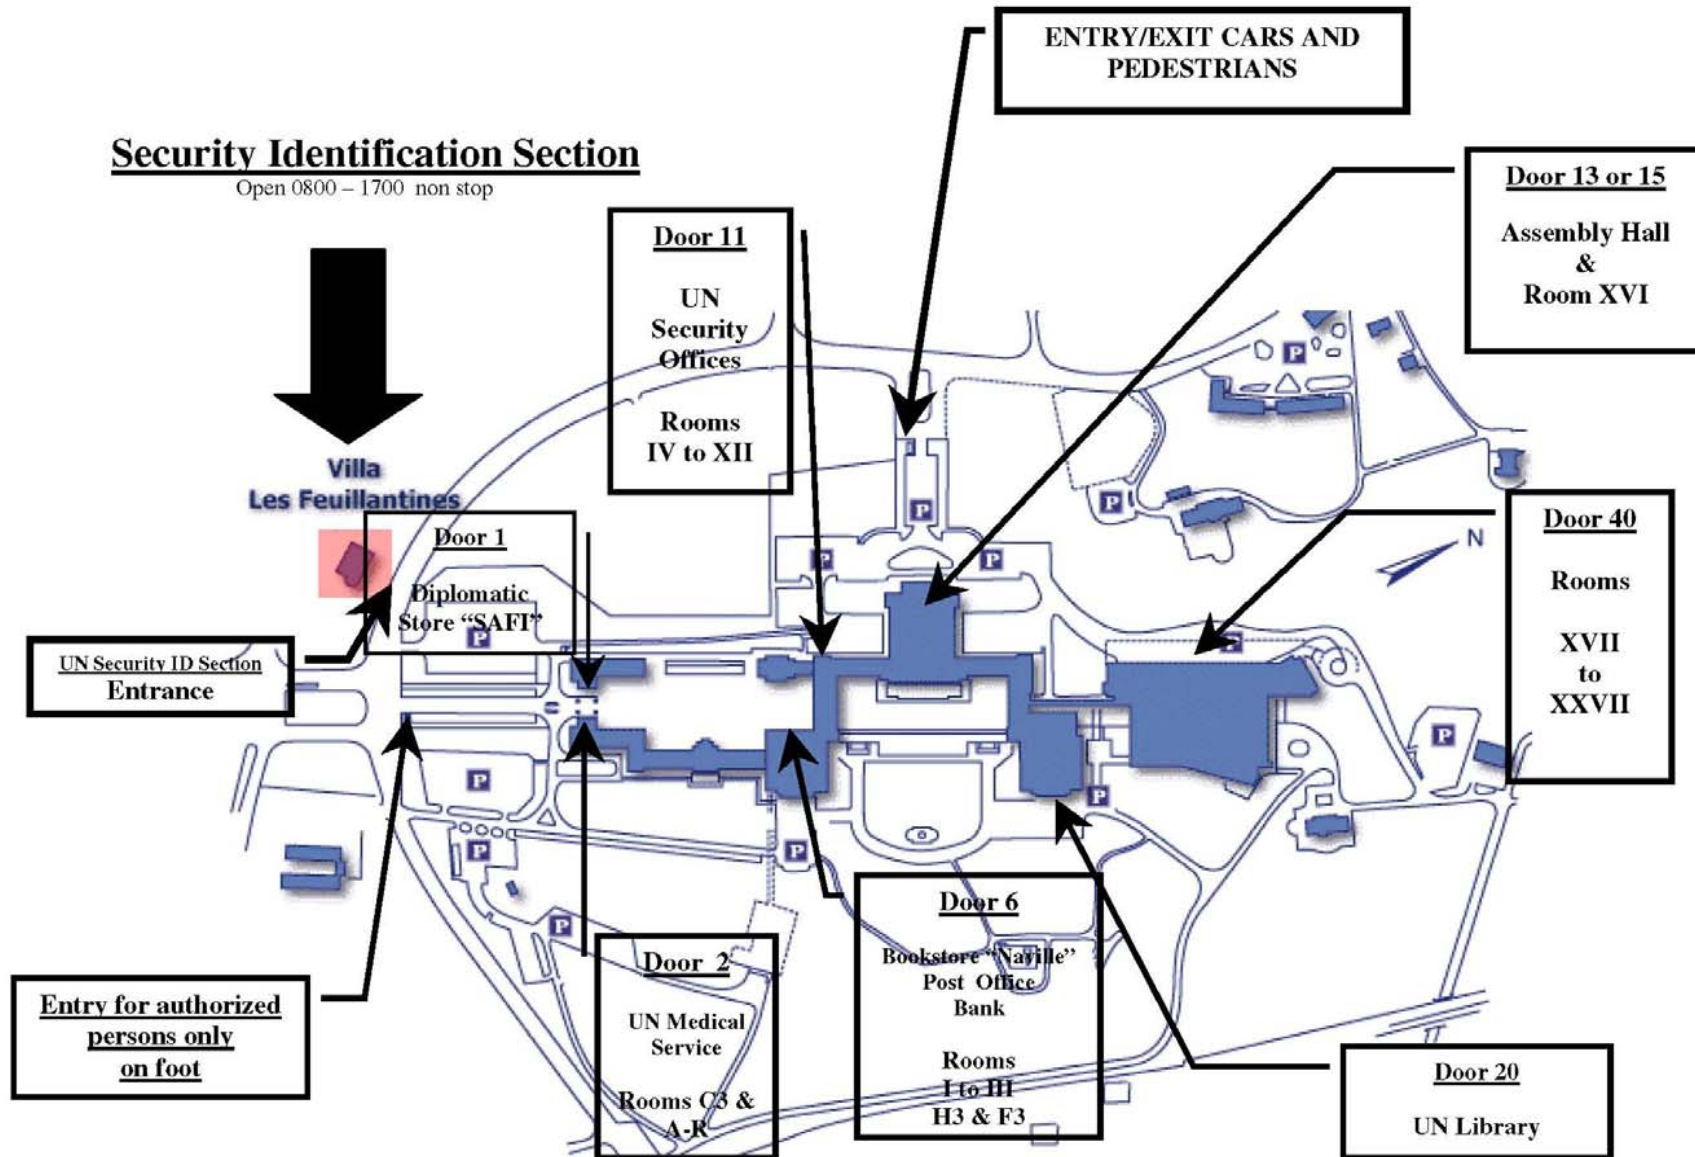 ENTRY/EXIT CARS AND
PEDESTRIANS
Security Identification Section
Open 0800 – 1700 non stop
Door 13 or 15
Assembly Hall
&
Room XVI
Door 11
UN
Security
Offices
Rooms
IV to XII
Villa
Les Feuillantines
Door 1
Diplomatic
Store “SAFI”
Door 40
Rooms
XVII
to
XXVII
N
UN Security ID Section
Entrance
P
P
P
P
P
P
P
P
P
P
P
P
P
Entry for authorized
persons only
on foot
Door 2
UN Medical
Service
Rooms C3 &
A-R
Door 6
Bookstore “Naville”
Post Office
Bank
Rooms
I to III
H3 & F3
Door 20
UN Library